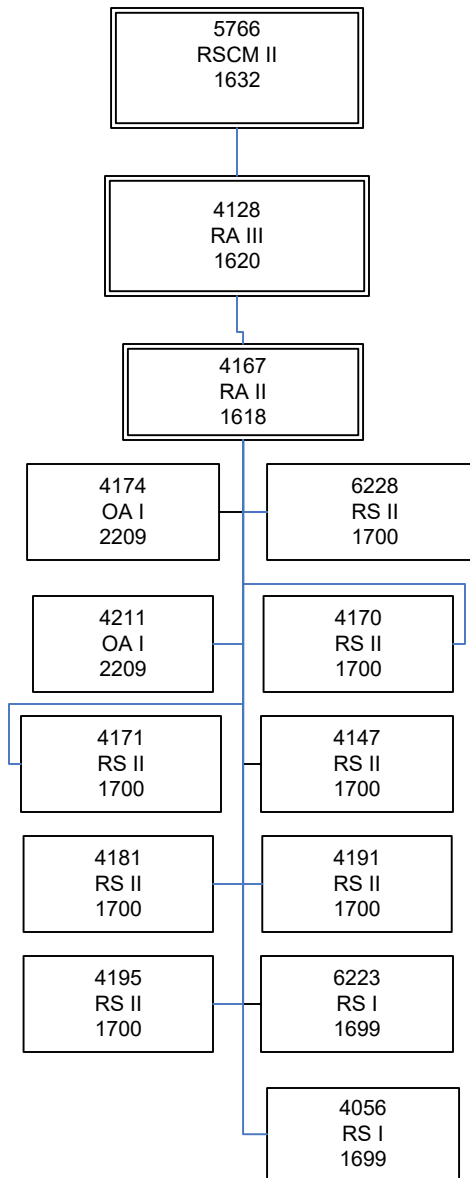 5766
RSCM II
1632
4128
RA III
1620
4167
RA II
1618
4174
OA I
2209
6228
RS II
1700
4211
OA I
2209
4170
RS II
1700
4171
RS II
1700
4147
RS II
1700
4181
RS II
1700
4191
RS II
1700
4195
RS II
1700
6223
RS I
1699
4056
RS I
1699